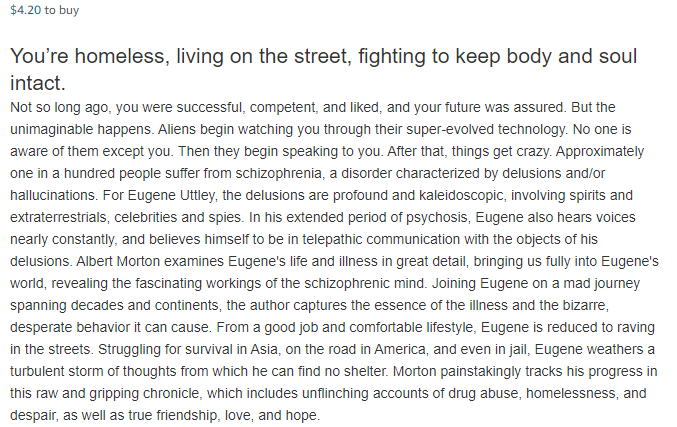 $4.20 to buy
You’re homeless, living on the street, fighting to keep body and soul
intact.
Not so long ago, you were successful, competent, and liked, and your future was assured. But the
unimaginable happens. Aliens begin watching you through their super-evolved technology. No one is
aware of them except you. Then they begin speaking to you. After that, things get crazy. Approximately
one in a hundred people suffer from schizophrenia, a disorder characterized by delusions and/or
hallucinations. For Eugene Uttley, the delusions are profound and kaleidoscopic, involving spirits and
extraterrestrials, celebrities and spies. In his extended period of psychosis, Eugene also hears voices
nearly constantly, and believes himself to be in telepathic communication with the objects of his
delusions. Albert Morton examines Eugene's life and illness in great detail, bringing us fully into Eugene's
world, revealing the fascinating workings of the schizophrenic mind. Joining Eugene on a mad journey
spanning decades and continents, the author captures the essence of the illness and the bizarre,
desperate behavior it can cause. From a good job and comfortable lifestyle, Eugene is reduced to raving
in the streets. Struggling for survival in Asia, on the road in America, and even in jail, Eugene weathers a
turbulent storm of thoughts from which he can find no shelter. Morton painstakingly tracks his progress in
this raw and gripping chronicle, which includes unflinching accounts of drug abuse, homelessness, and
despair, as well as true friendship, love, and hope.